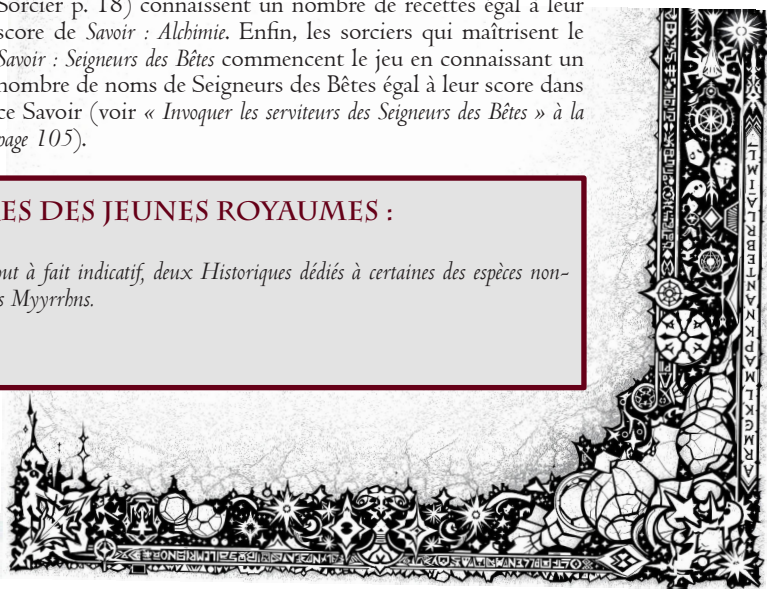 Sorcier p. 18) connaissent un nombre de recettes égal à leur
score de Savoir : Alchimie. Enfin, les sorciers qui maîtrisent le
Savoir : Seigneurs des Bêtes commencent le jeu en connaissant un
nombre de noms de Seigneurs des Bêtes égal à leur score dans
ce Savoir (voir « Invoquer les serviteurs des Seigneurs des Bêtes » à la
page 105).
ES DES JEUNES ROYAUMES :
out à fait indicatif, deux Historiques dédiés à certaines des espèces non-
s Myyrrhns.